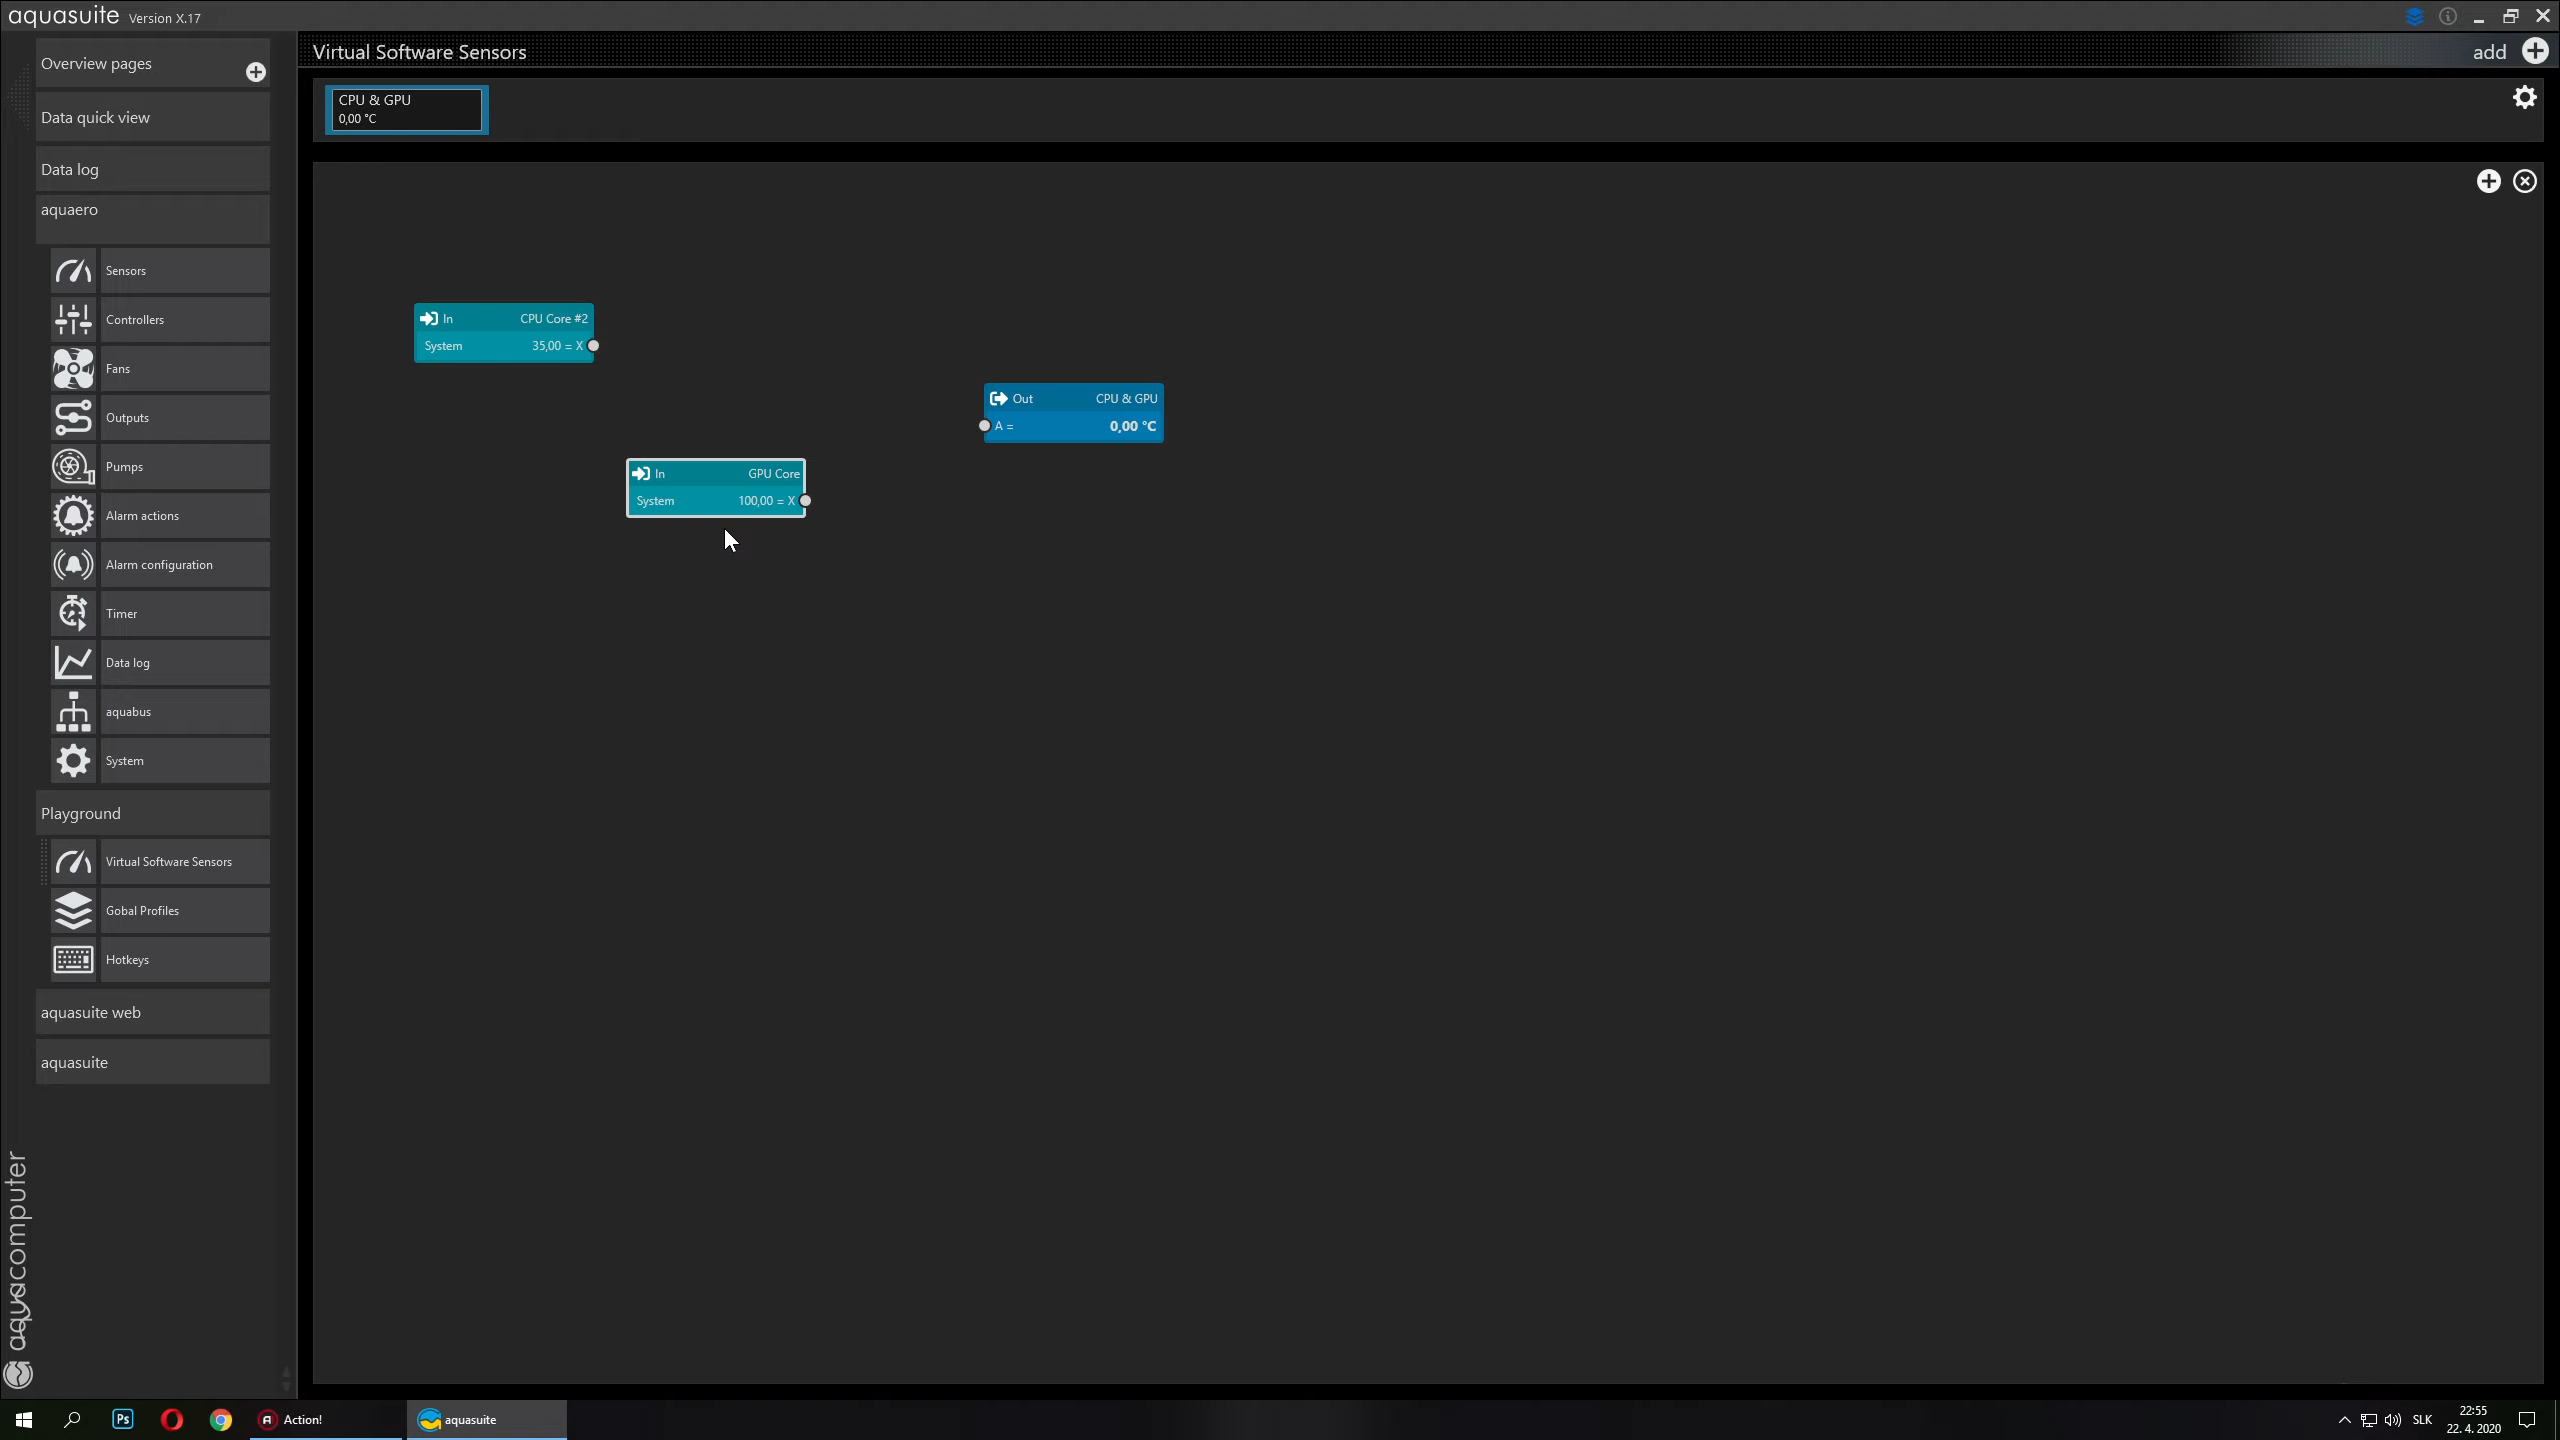 aquasuite Version X.17
Virtual Software Sensors
add
Overview pages
Data quick view
Data log
aquaero
Sensors
Controllers
Fans
Outputs
Pumps
Alarm actions
Alarm configuration
Timer
Data log
aquabus
System
Playground
Virtual Software Sensors
Gobal Profiles
Hotkeys
aquasuite web
aquasuite
aquacomputer
CPU & GPU
0,00 °C
In CPU Core #2
System 35,00 = X
Out CPU & GPU
A = 0,00 °C
In GPU Core
System 100,00 = X
Ps
Action!
aquasuite
SLK
22:55
22. 4. 2020